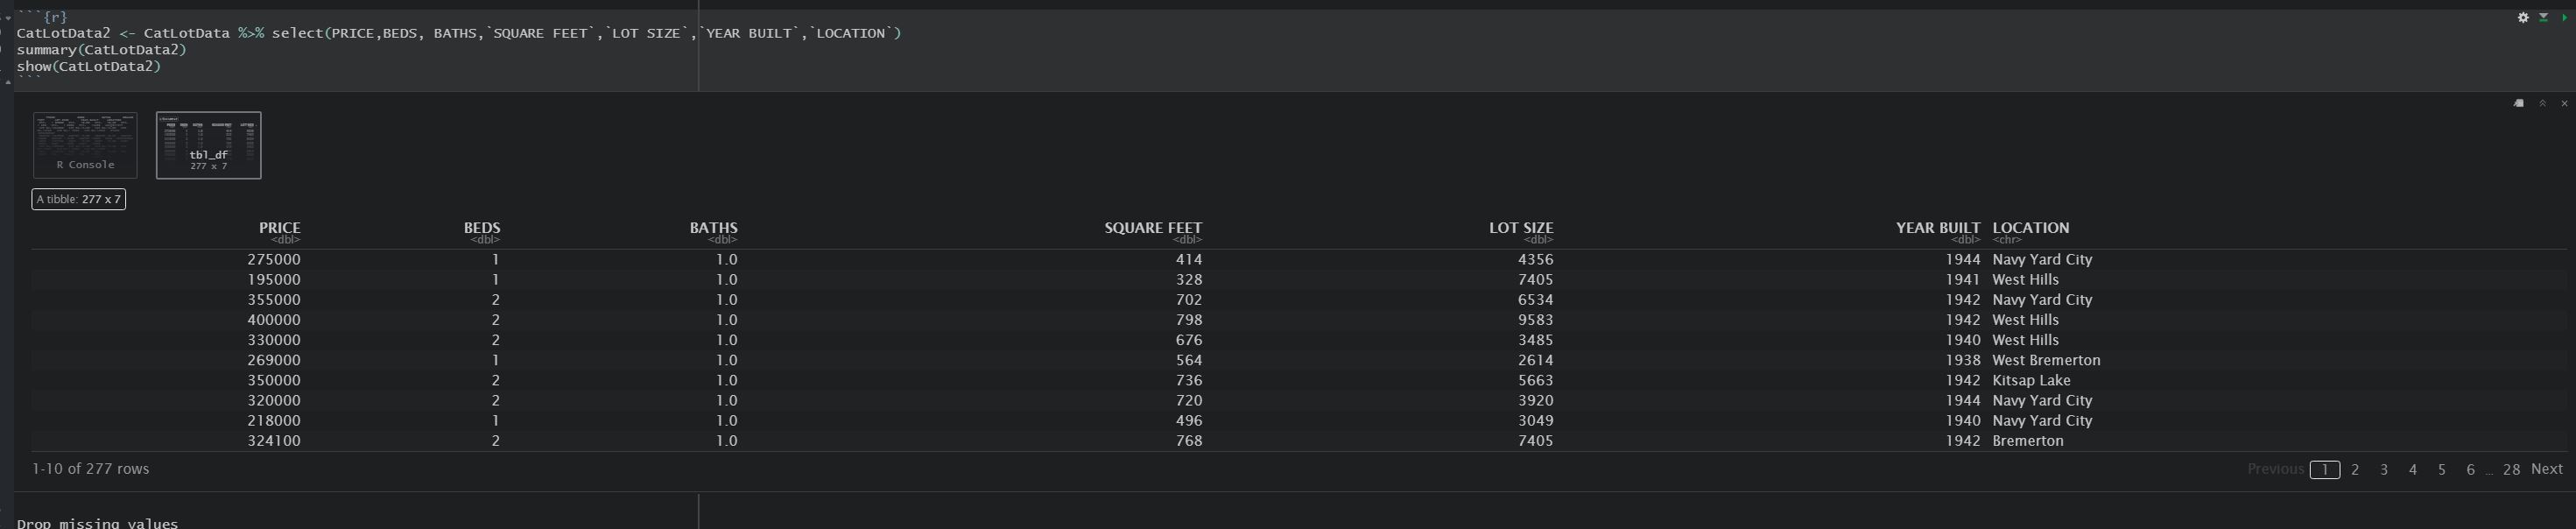 ```{r}
CatLotData2 <- CatLotData %>% select(PRICE,BEDS, BATHS,`SQUARE FEET`,`LOT SIZE`,`YEAR BUILT`,`LOCATION`)
summary(CatLotData2)
show(CatLotData2)
```
R Console
tbl_df
277 x 7
A tibble: 277 x 7
PRICE BEDS BATHS SQUARE FEET LOT SIZE YEAR BUILT LOCATION
<dbl> <dbl> <dbl> <dbl> <dbl> <dbl> <chr>
275000 1 1.0 414 4356 1944 Navy Yard City
195000 1 1.0 328 7405 1941 West Hills
355000 2 1.0 702 6534 1942 Navy Yard City
400000 2 1.0 798 9583 1942 West Hills
330000 2 1.0 676 3485 1940 West Hills
269000 1 1.0 564 2614 1938 West Bremerton
350000 2 1.0 736 5663 1942 Kitsap Lake
320000 2 1.0 720 3920 1944 Navy Yard City
218000 1 1.0 496 3049 1940 Navy Yard City
324100 2 1.0 768 7405 1942 Bremerton
1-10 of 277 rows Previous 1 2 3 4 5 6 ... 28 Next
Drop missing values